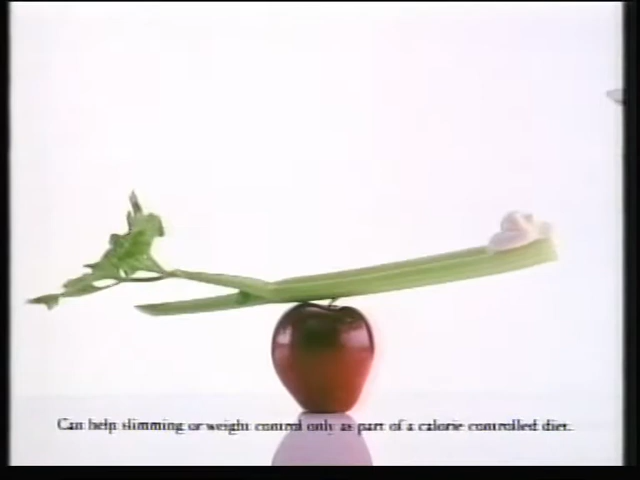 Can help slimming or weight control only as part of a calorie controlled diet.